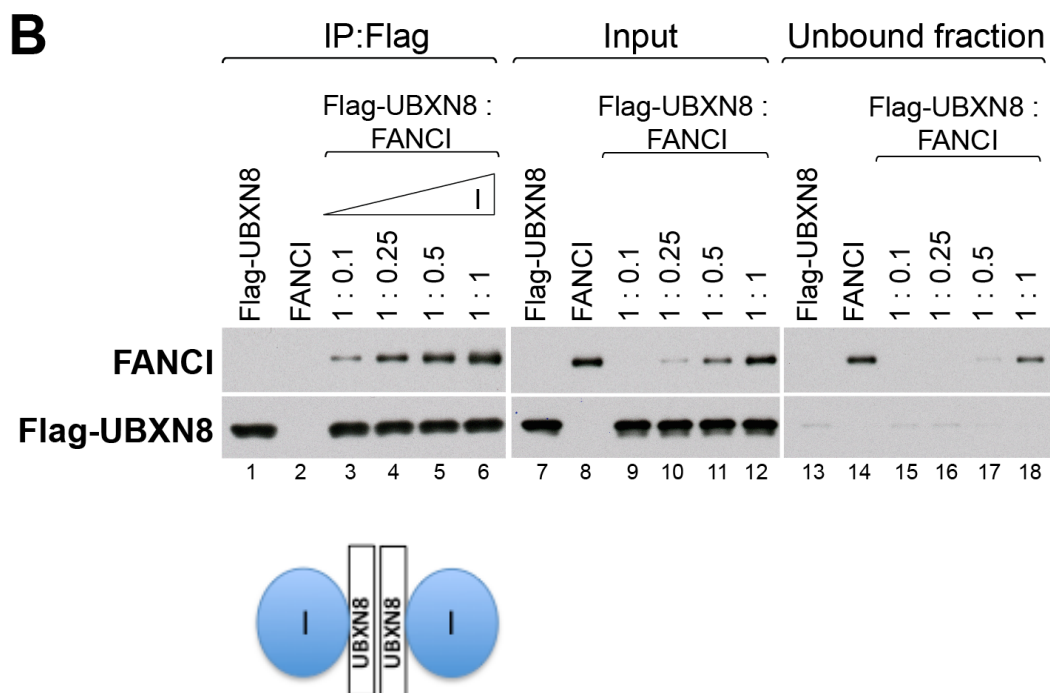 B
IP:Flag
Input
Unbound fraction
Flag-UBXN8 :
FANCI
Flag-UBXN8 :
FANCI
Flag-UBXN8 :
FANCI
I
Flag-UBXN8
FANCI
1 : 0.1
1 : 0.25
1 : 0.5
1 : 1
Flag-UBXN8
FANCI
1 : 0.1
1 : 0.25
1 : 0.5
1 : 1
Flag-UBXN8
FANCI
1 : 0.1
1 : 0.25
1 : 0.5
1 : 1
FANCI
Flag-UBXN8
1 2 3 4 5 6 7 8 9 10 11 12 13 14 15 16 17 18
I
UBXN8
UBXN8
I